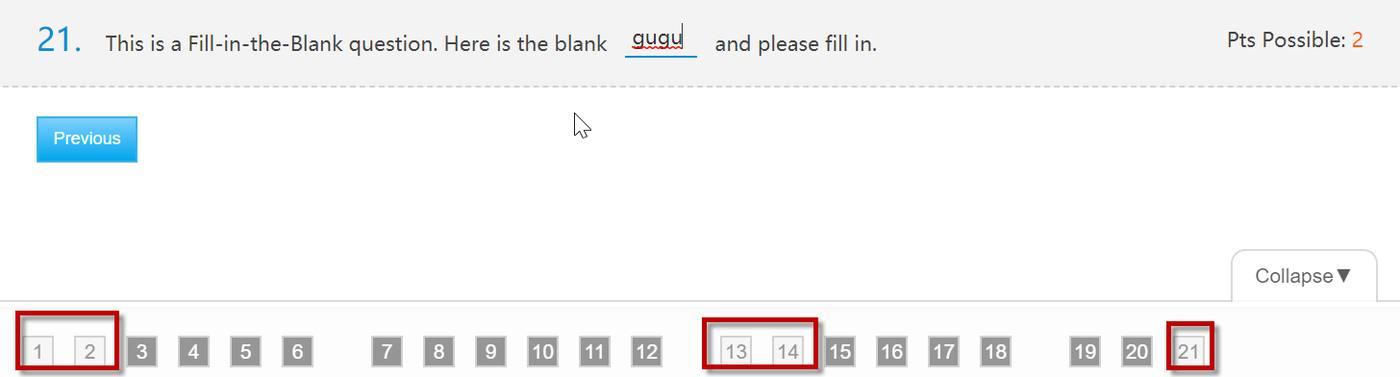 21. This is a Fill-in-the-Blank question. Here is the blank gugu and please fill in. Pts Possible: 2
Previous
Collapse▼
1 2 3 4 5 6 7 8 9 10 11 12 13 14 15 16 17 18 19 20 21